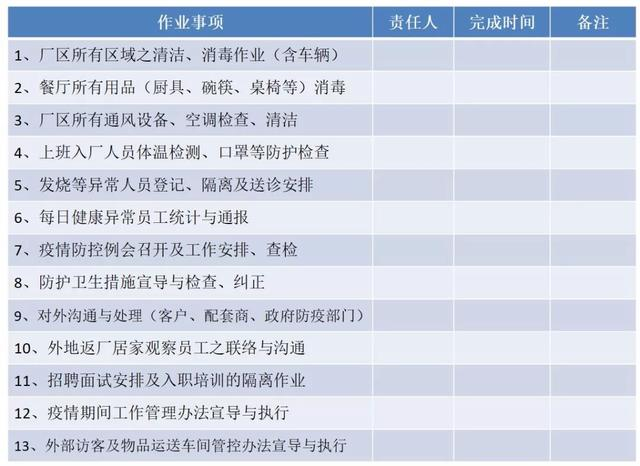 作业事项 责任人 完成时间 备注
1、厂区所有区域之清洁、消毒作业（含车辆）
2、餐厅所有用品（厨具、碗筷、桌椅等）消毒
3、厂区所有通风设备、空调检查、清洁
4、上班入厂人员体温检测、口罩等防护检查
5、发烧等异常人员登记、隔离及送诊安排
6、每日健康异常员工统计与通报
7、疫情防控例会召开及工作安排、查检
8、防护卫生措施宣导与检查、纠正
9、对外沟通与处理（客户、配套商、政府防疫部门）
10、外地返厂居家观察员工之联络与沟通
11、招聘面试安排及入职培训的隔离作业
12、疫情期间工作管理办法宣导与执行
13、外部访客及物品运送车间管控办法宣导与执行